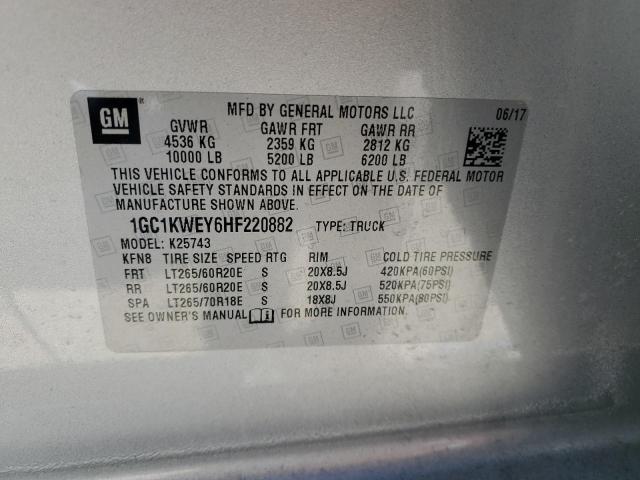 GM
MFD BY GENERAL MOTORS LLC 06/17
GVWR GAWR FRT GAWR RR
4536 KG 2359 KG 2812 KG
10000 LB 5200 LB 6200 LB
THIS VEHICLE CONFORMS TO ALL APPLICABLE U.S. FEDERAL MOTOR
VEHICLE SAFETY STANDARDS IN EFFECT ON THE DATE OF
MANUFACTURE SHOWN ABOVE.
1GC1KWEY6HF220882 TYPE: TRUCK
MODEL: K25743
KFNB TIRE SIZE SPEED RTG RIM COLD TIRE PRESSURE
FRT LT265/60R20E S 20X8.5J 420KPA(60PSI)
RR LT265/60R20E S 20X8.5J 520KPA(75PSI)
SPA LT265/70R18E S 18X8J 550KPA(80PSI)
SEE OWNER'S MANUAL FOR MORE INFORMATION